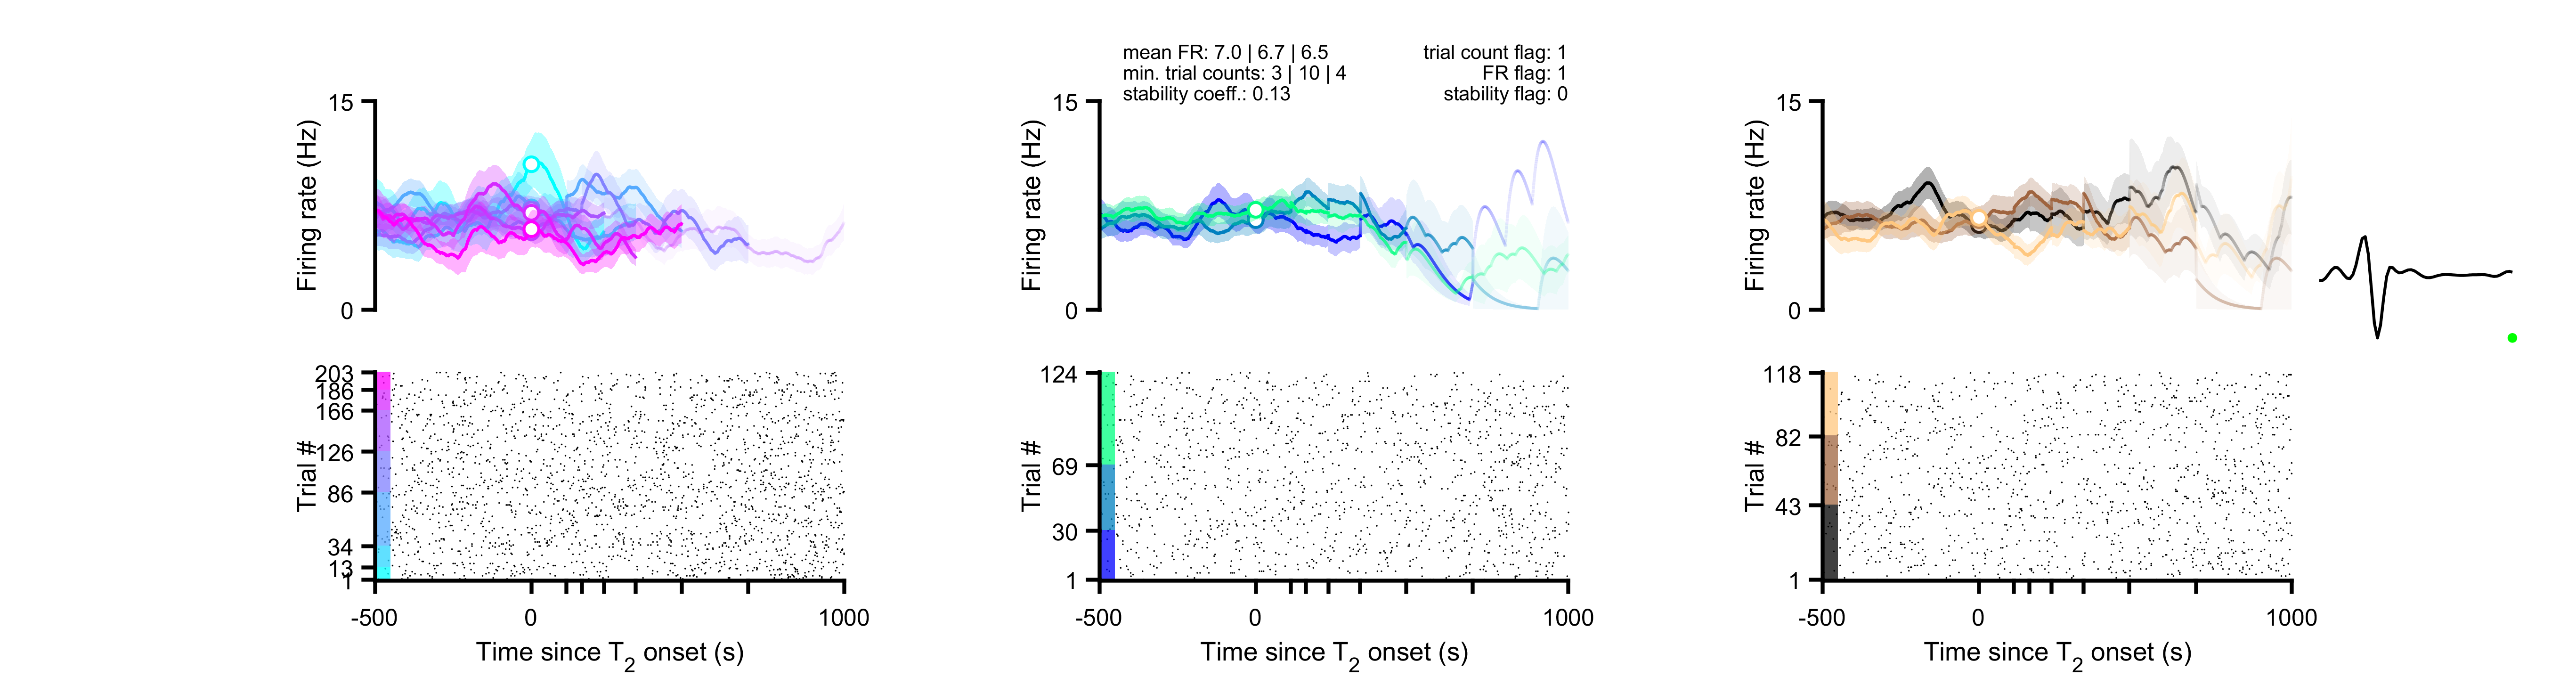 mean FR: 7.0 | 6.7 | 6.5
min. trial counts: 3 | 10 | 4
stability coeff.: 0.13
trial count flag: 1
FR flag: 1
stability flag: 0
Firing rate (Hz)
15
0
Firing rate (Hz)
15
0
Firing rate (Hz)
15
0
Trial #
203
186
166
126
86
34
13
1
-500
0
1000
Time since T2 onset (s)
Trial #
124
69
30
1
-500
0
1000
Time since T2 onset (s)
Trial #
118
82
43
1
-500
0
1000
Time since T2 onset (s)